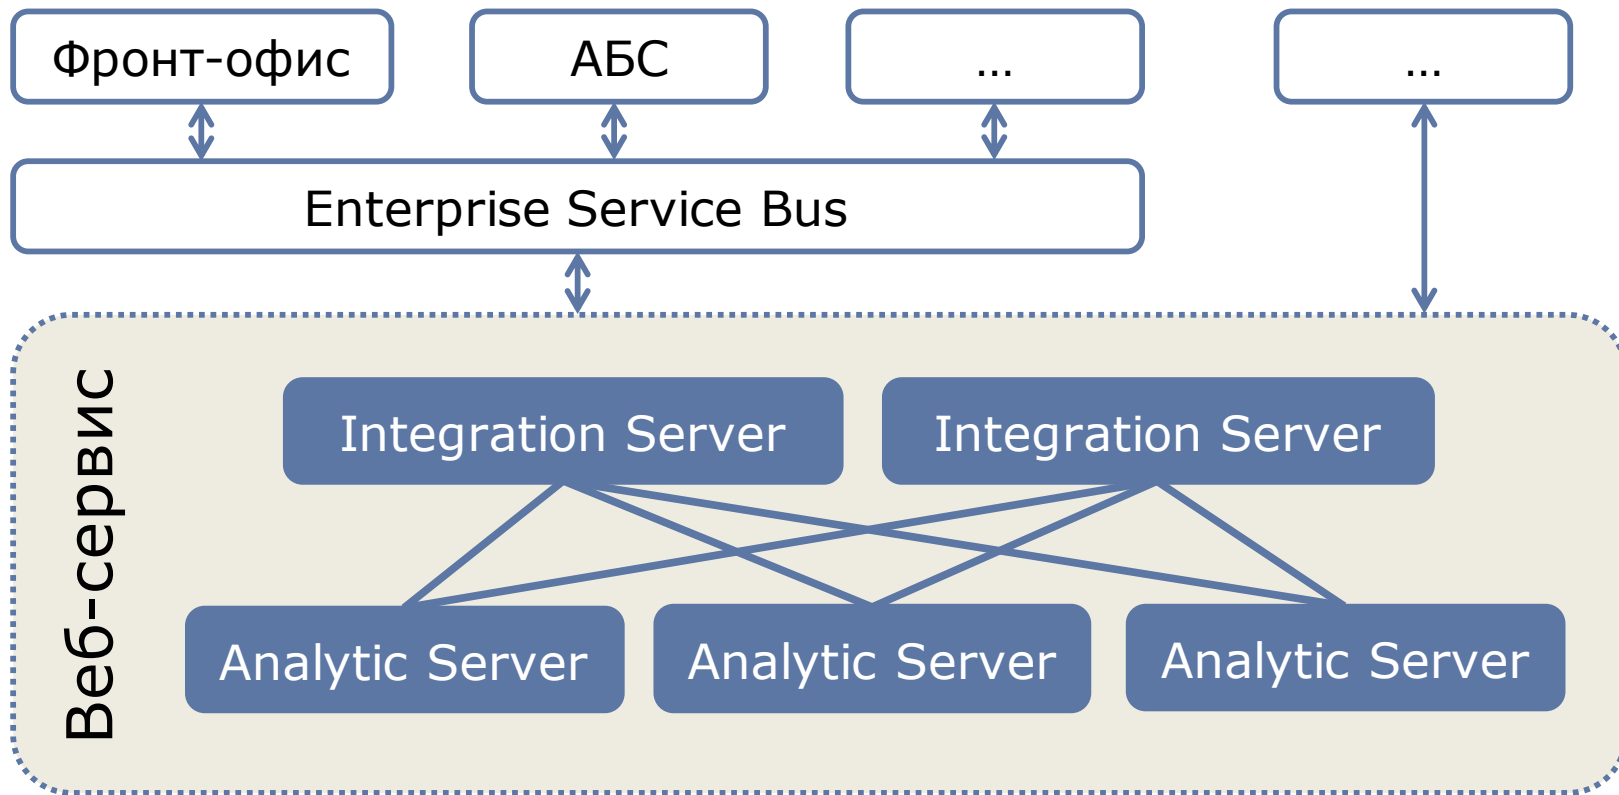 Фронт-офис
АБС
...
...
Enterprise Service Bus
Веб-сервис
Integration Server
Integration Server
Analytic Server
Analytic Server
Analytic Server